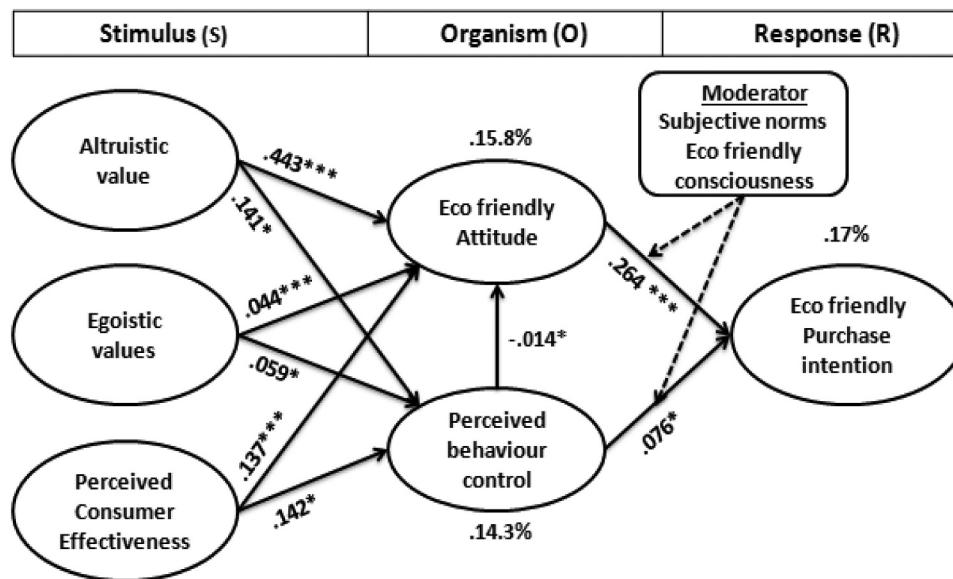 Stimulus (S)
Organism (O)
Response (R)
Altruistic
value
Egoistic
values
Perceived
Consumer
Effectiveness
.443***
.141*
.044***
.059*
.137***
.142*
.15.8%
Eco friendly
Attitude
-.014*
Perceived
behaviour
control
.14.3%
Moderator
Subjective norms
Eco friendly
consciousness
.264 ***
.076*
.17%
Eco friendly
Purchase
intention